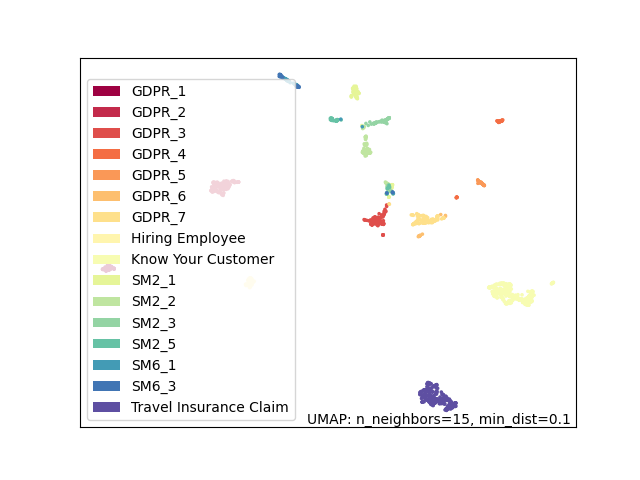 GDPR_1
GDPR_2
GDPR_3
GDPR_4
GDPR_5
GDPR_6
GDPR_7
Hiring Employee
Know Your Customer
SM2_1
SM2_2
SM2_3
SM2_5
SM6_1
SM6_3
Travel Insurance Claim
UMAP: n_neighbors=15, min_dist=0.1